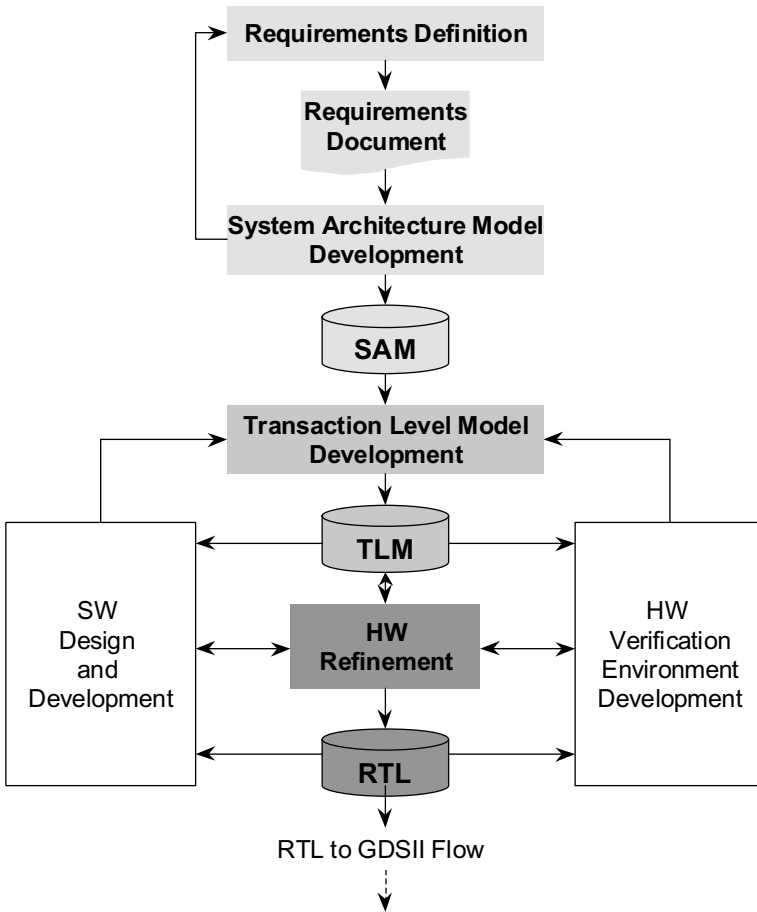 Requirements Definition
Requirements
Document
System Architecture Model
Development
SAM
Transaction Level Model
Development
TLM
SW
Design
and
Development
HW
Refinement
HW
Verification
Environment
Development
RTL
RTL to GDSII Flow